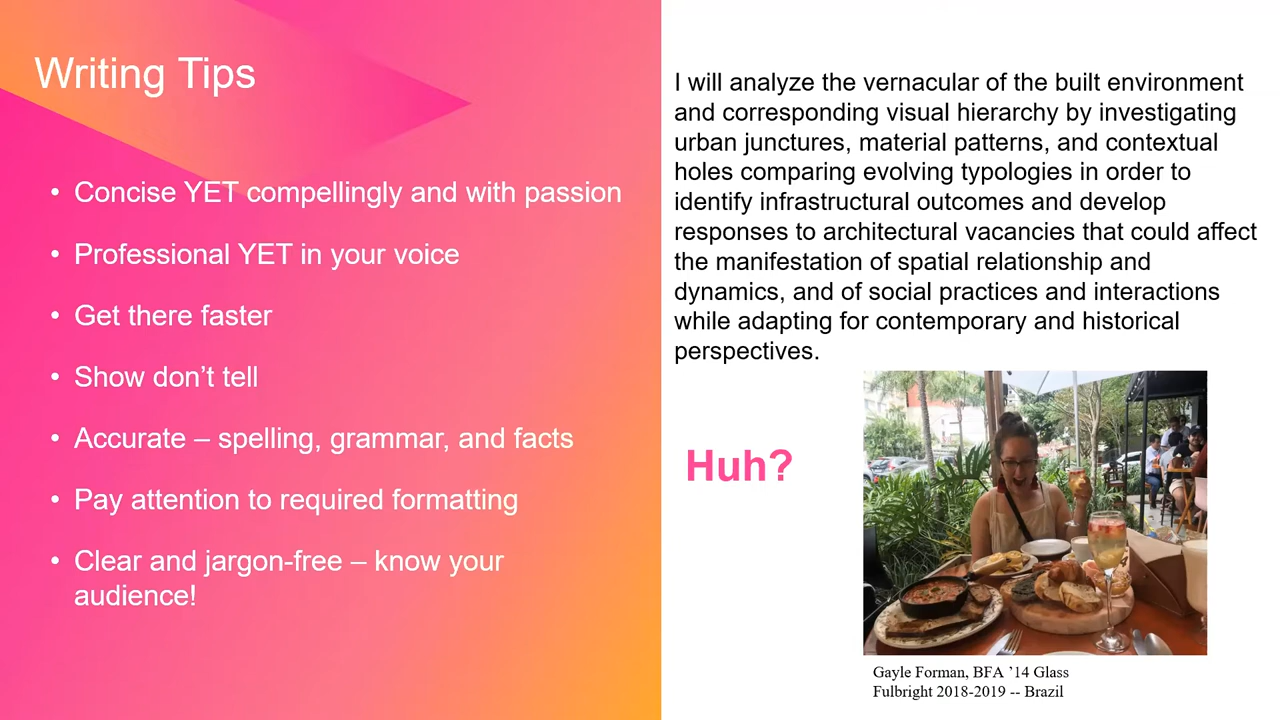 Writing Tips
• Concise YET compellingly and with passion
• Professional YET in your voice
• Get there faster
• Show don’t tell
• Accurate – spelling, grammar, and facts
• Pay attention to required formatting
• Clear and jargon-free – know your
audience!
I will analyze the vernacular of the built environment
and corresponding visual hierarchy by investigating
urban junctures, material patterns, and contextual
holes comparing evolving typologies in order to
identify infrastructural outcomes and develop
responses to architectural vacancies that could affect
the manifestation of spatial relationship and
dynamics, and of social practices and interactions
while adapting for contemporary and historical
perspectives.
Huh?
Gayle Forman, BFA ’14 Glass
Fulbright 2018-2019 -- Brazil